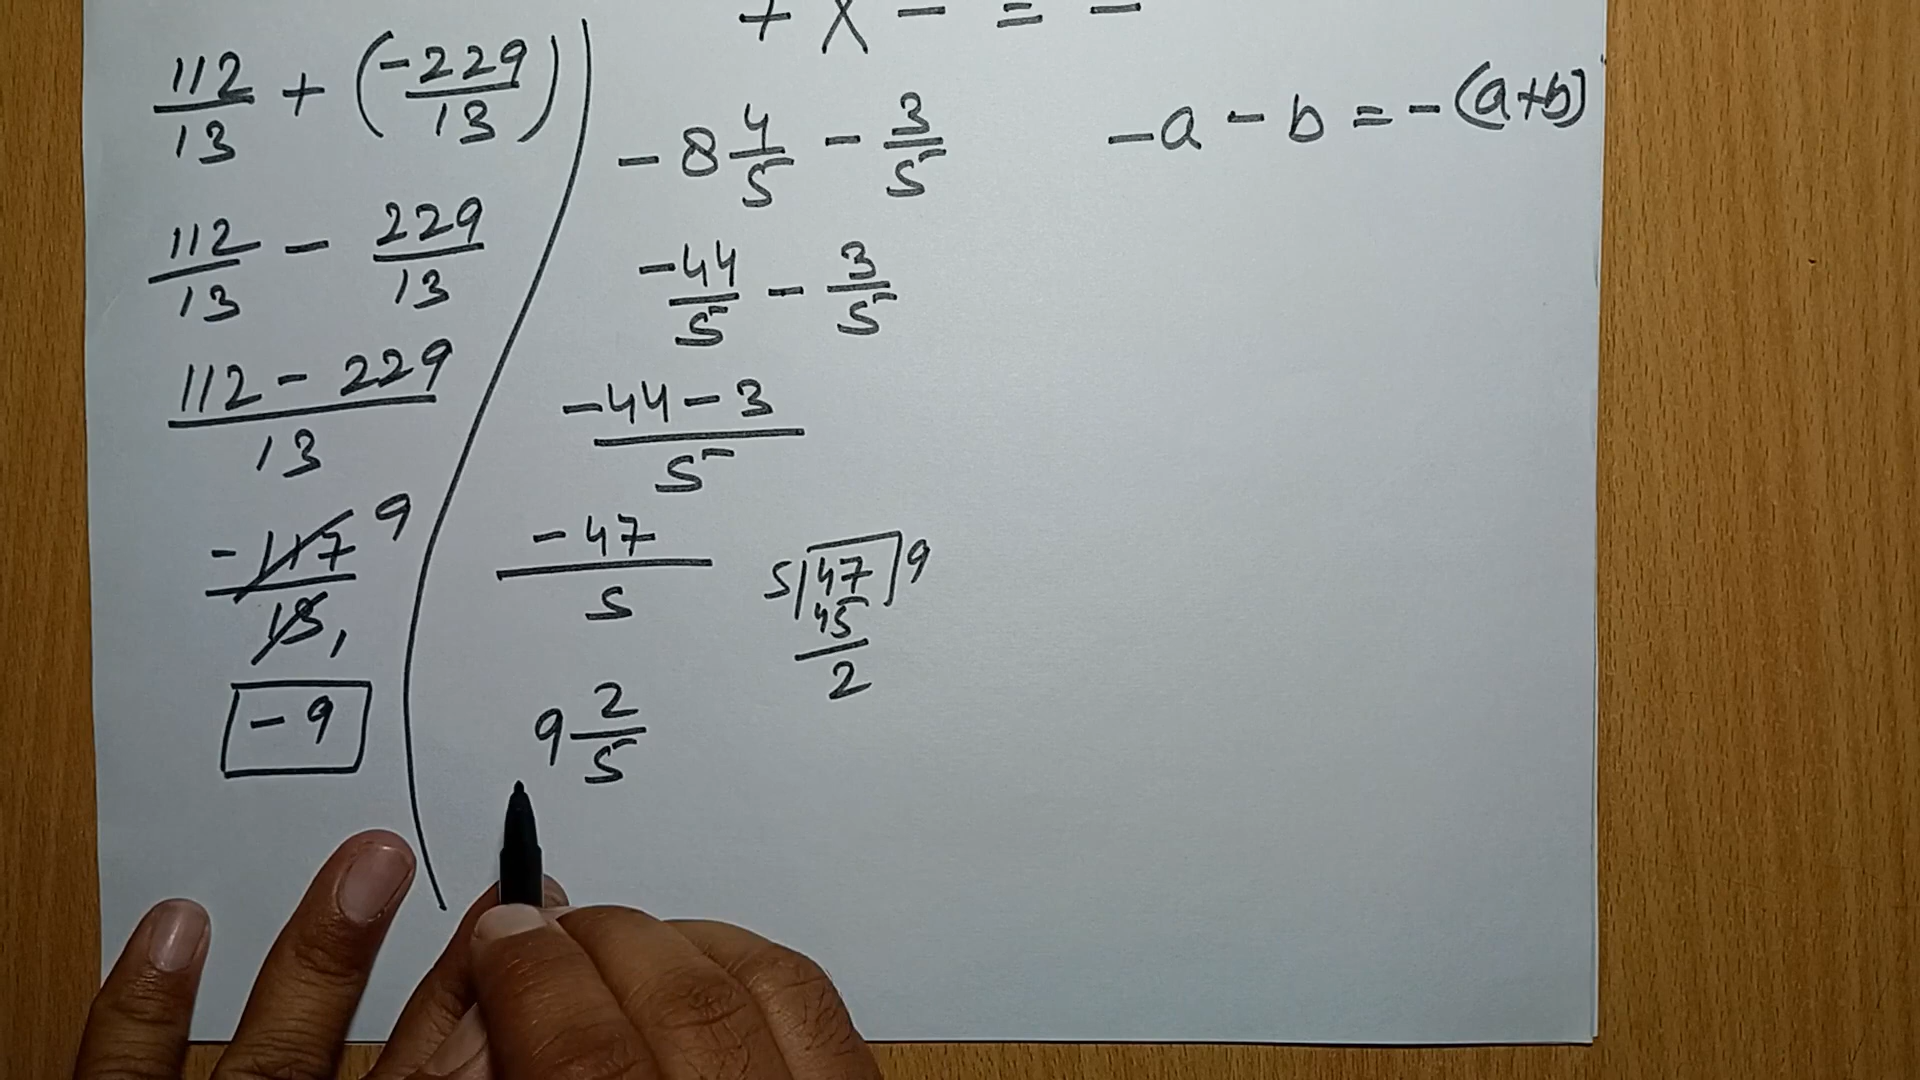 + × - = -
112/13 + (-229/13)
112/13 - 229/13
112 - 229
13
-117 9
13 1
-9
-8 4/5 - 3/5
-44/5 - 3/5
-44 - 3
5
-47
5
9 2/5
5 | 47 | 9
45
2
-a - b = -(a+b)